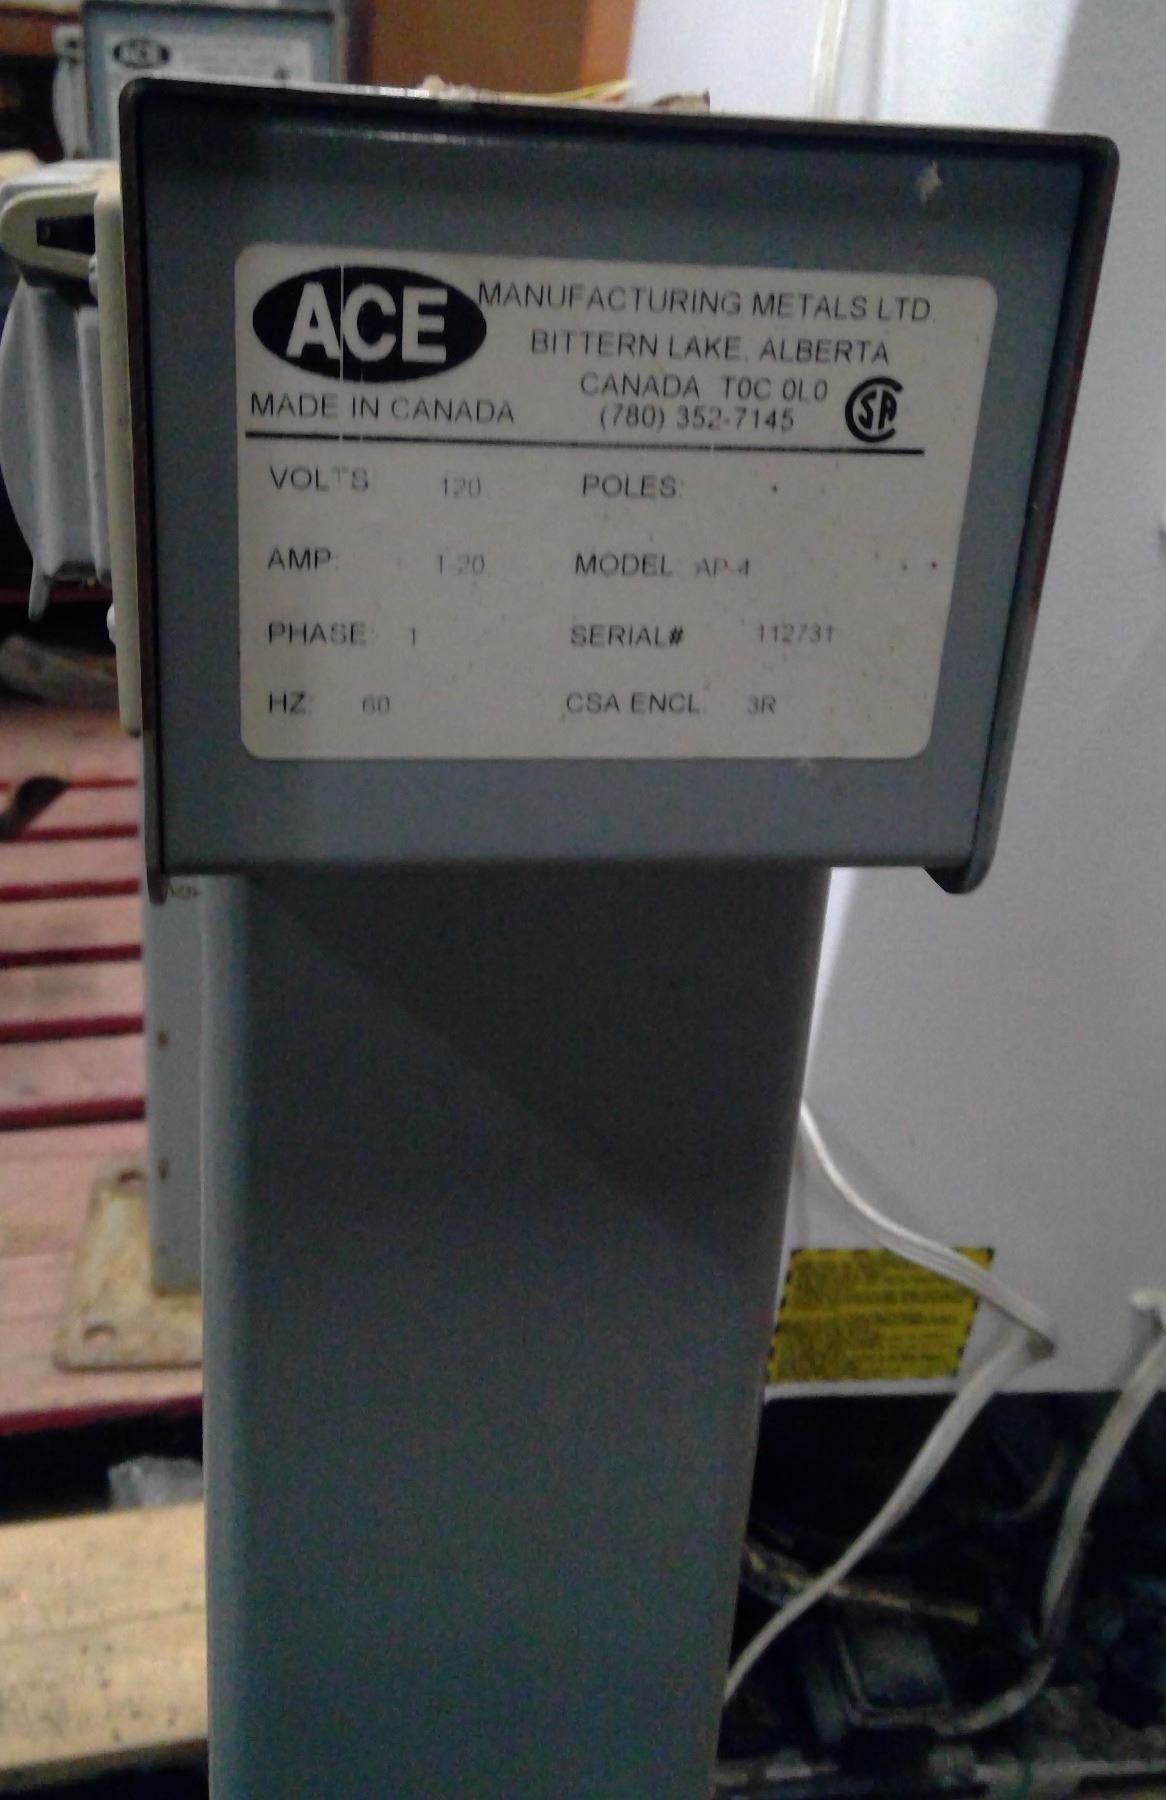 ACE
ACE MANUFACTURING METALS LTD.
BITTERN LAKE, ALBERTA
CANADA T0C 0L0
MADE IN CANADA (780) 352-7145
VOLTS: 120 POLES:
AMP: 1-20 MODEL: AP-4
PHASE: 1 SERIAL# 112731
HZ: 60 CSA ENCL. 3R